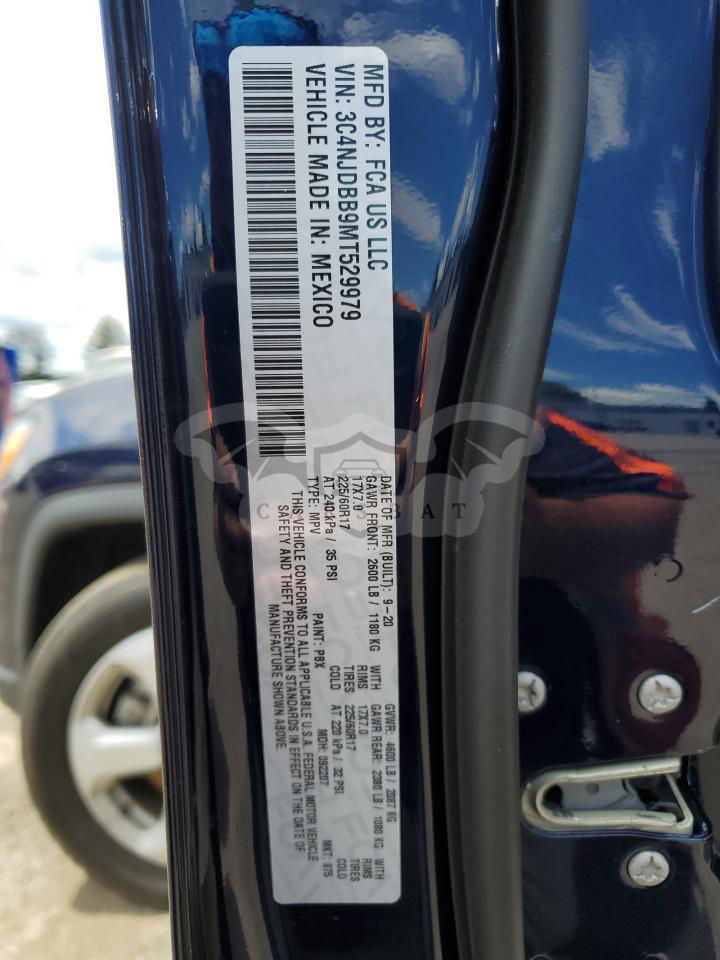 MFD BY: FCA US LLC
VIN: 3C4NJDBB9MT529979
VEHICLE MADE IN: MEXICO
DATE OF MFR (BUILT): 9-20 GVWR: 4600 LB / 2087 KG
GAWR FRONT: 2600 LB / 1180 KG WITH GAWR REAR: 2380 LB / 1080 KG WITH
17X7.0 RIMS 17X7.0 RIMS
225/60R17 TIRES 225/60R17 TIRES
AT 240 kPa / 35 PSI COLD AT 220 kPa / 32 PSI COLD
TYPE: MPV PAINT: PBX MDH: 092207 MKT: 875
THIS VEHICLE CONFORMS TO ALL APPLICABLE U.S.A. FEDERAL MOTOR VEHICLE
SAFETY AND THEFT PREVENTION STANDARDS IN EFFECT ON THE DATE OF
MANUFACTURE SHOWN ABOVE.